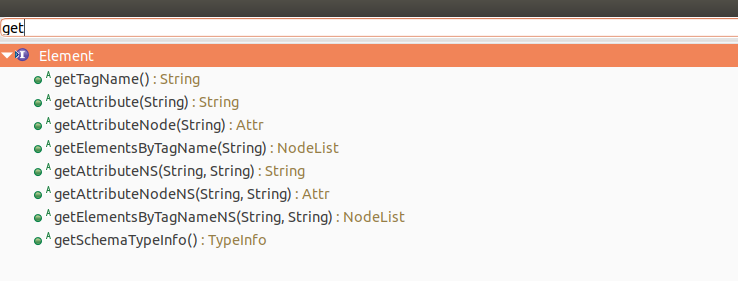 get
Element
A getTagName() : String
A getAttribute(String) : String
A getAttributeNode(String) : Attr
A getElementsByTagName(String) : NodeList
A getAttributeNS(String, String) : String
A getAttributeNodeNS(String, String) : Attr
A getElementsByTagNameNS(String, String) : NodeList
A getSchemaTypeInfo() : TypeInfo